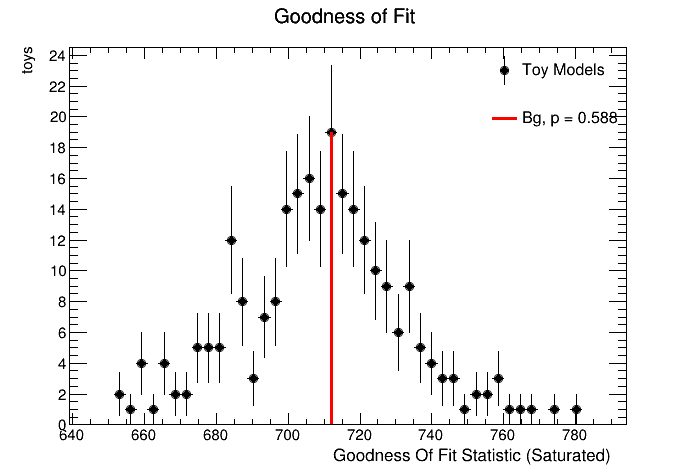 Goodness of Fit
toys
24
22
20
18
16
14
12
10
8
6
4
2
0
Toy Models
Bg, p = 0.588
640 660 680 700 720 740 760 780
Goodness Of Fit Statistic (Saturated)